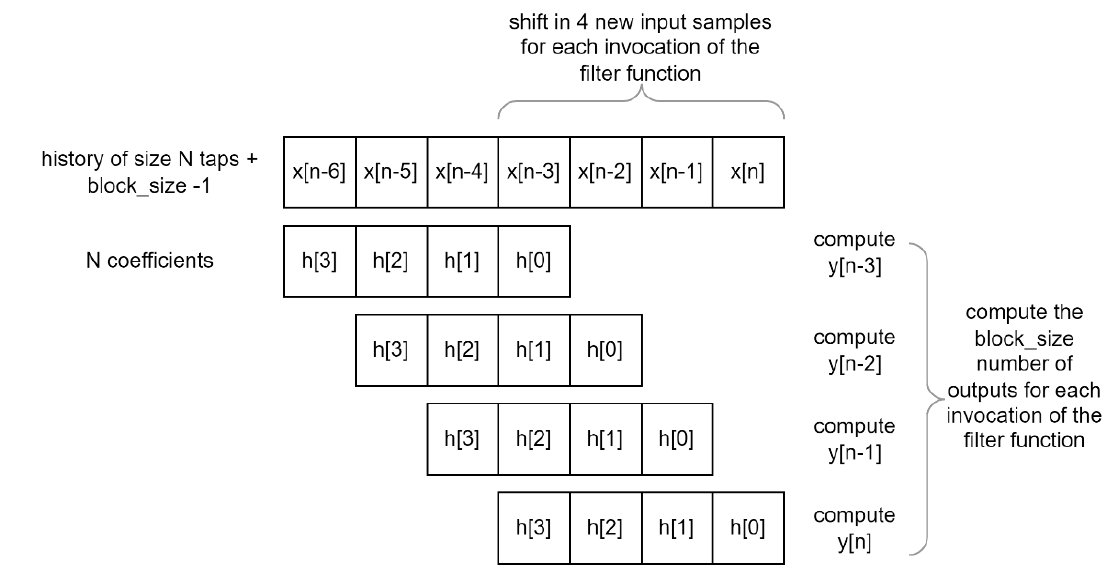 shift in 4 new input samples
for each invocation of the
filter function
history of size N taps +
block_size -1
x[n-6] x[n-5] x[n-4] x[n-3] x[n-2] x[n-1] x[n]
N coefficients
h[3] h[2] h[1] h[0]
compute
y[n-3]
h[3] h[2] h[1] h[0]
compute
y[n-2]
h[3] h[2] h[1] h[0]
compute
y[n-1]
h[3] h[2] h[1] h[0]
compute
y[n]
compute the
block_size
number of
outputs for each
invocation of the
filter function